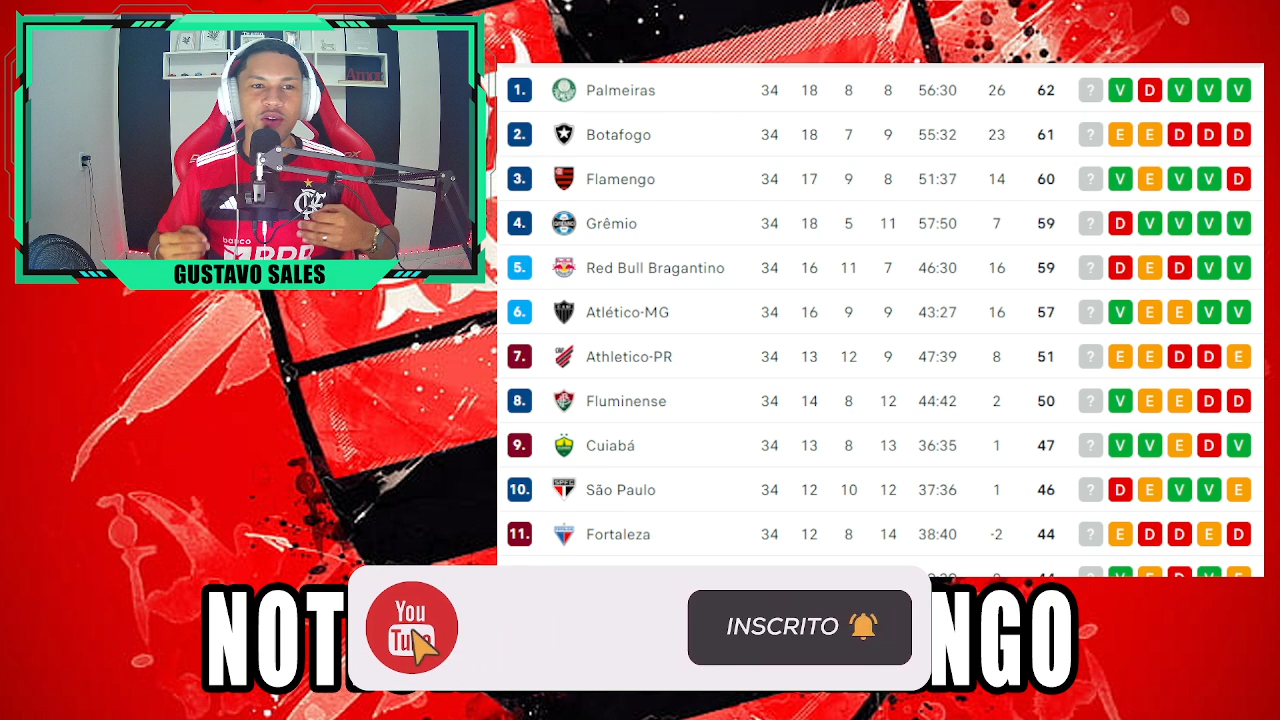 GUSTAVO SALES
1. Palmeiras 34 18 8 8 56:30 26 62 ? V D V V V
2. Botafogo 34 18 7 9 55:32 23 61 ? E E D D D
3. Flamengo 34 17 9 8 51:37 14 60 ? V E V V D
4. Grêmio 34 18 5 11 57:50 7 59 ? D V V V V
5. Red Bull Bragantino 34 16 11 7 46:30 16 59 ? D E D V V
6. Atlético-MG 34 16 9 9 43:27 16 57 ? V E E V V
7. Athletico-PR 34 13 12 9 47:39 8 51 ? E E D D E
8. Fluminense 34 14 8 12 44:42 2 50 ? V E E D D
9. Cuiabá 34 13 8 13 36:35 1 47 ? V V E D V
10. São Paulo 34 12 10 12 37:36 1 46 ? D E V V E
11. Fortaleza 34 12 8 14 38:40 -2 44 ? E D D E D
You
Tube
INSCRITO
NOT NGO